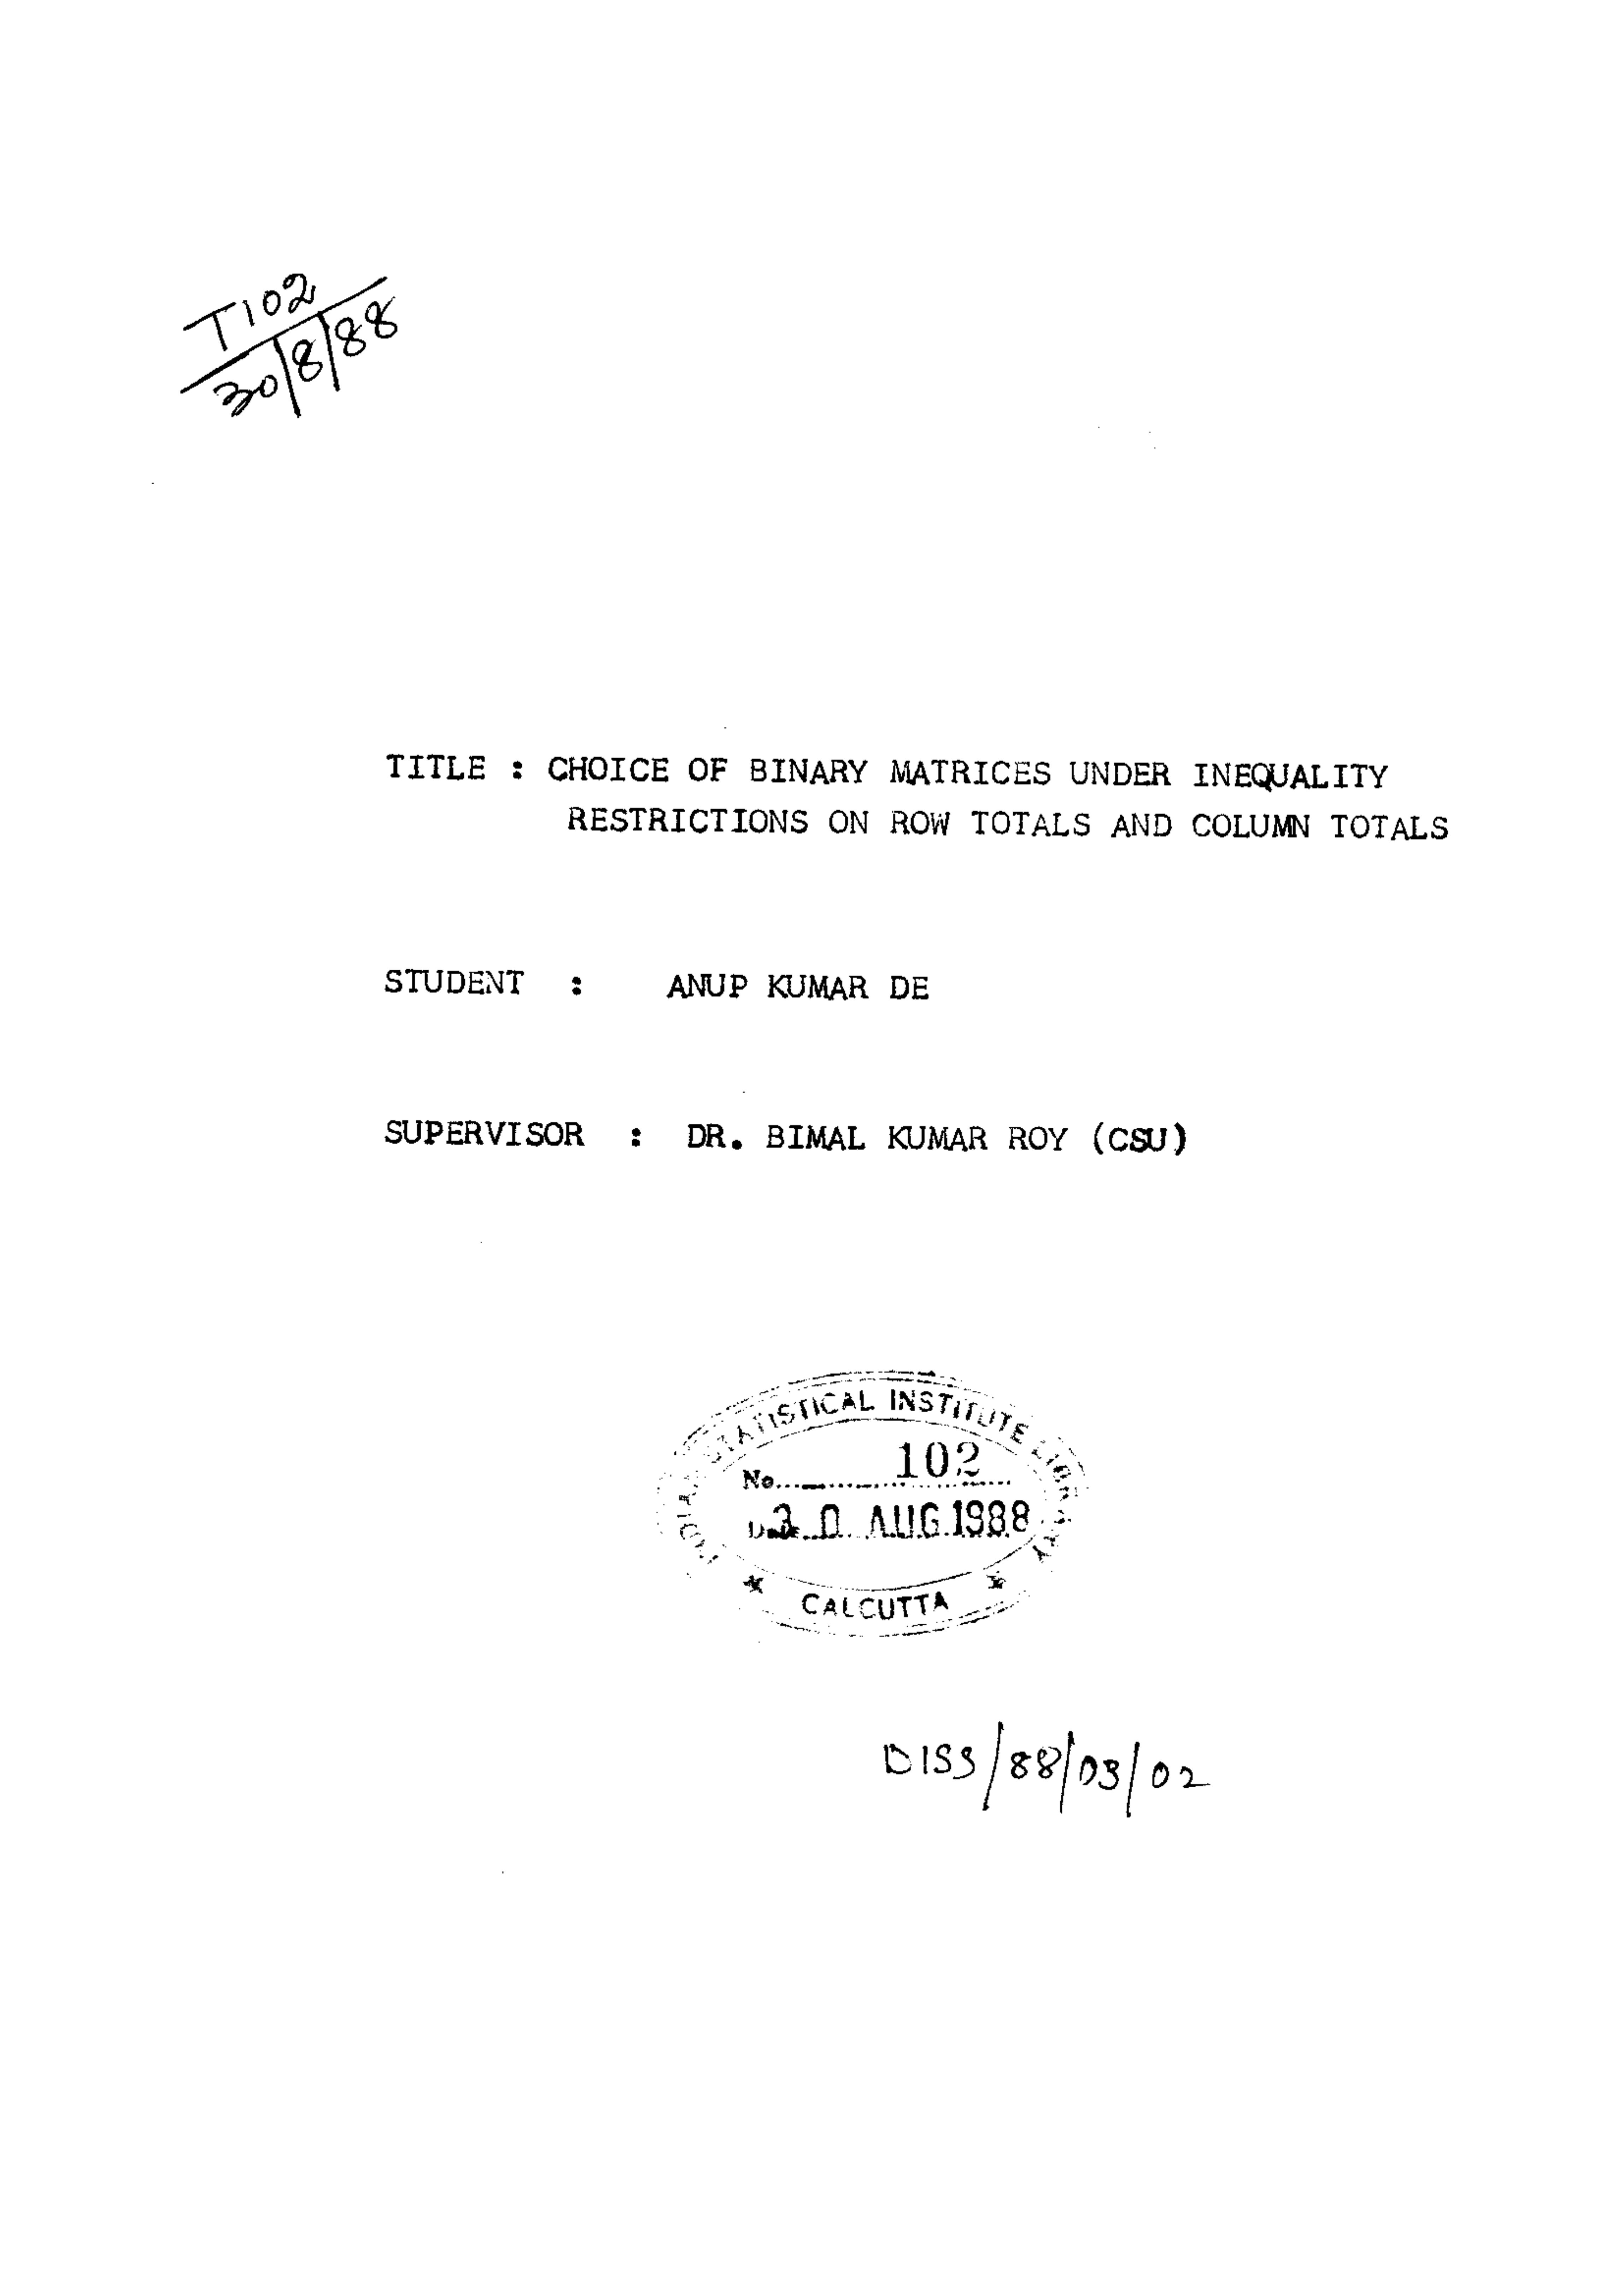 T102
30/8/88
TITLE : CHOICE OF BINARY MATRICES UNDER INEQUALITY
RESTRICTIONS ON ROW TOTALS AND COLUMN TOTALS
STUDENT : ANUP KUMAR DE
SUPERVISOR : DR. BIMAL KUMAR ROY (CSU)
INDIAN STATISTICAL INSTITUTE LIBRARY
No. 102
Date 30 AUG 1988
* CALCUTTA *
DISS/88/03/02